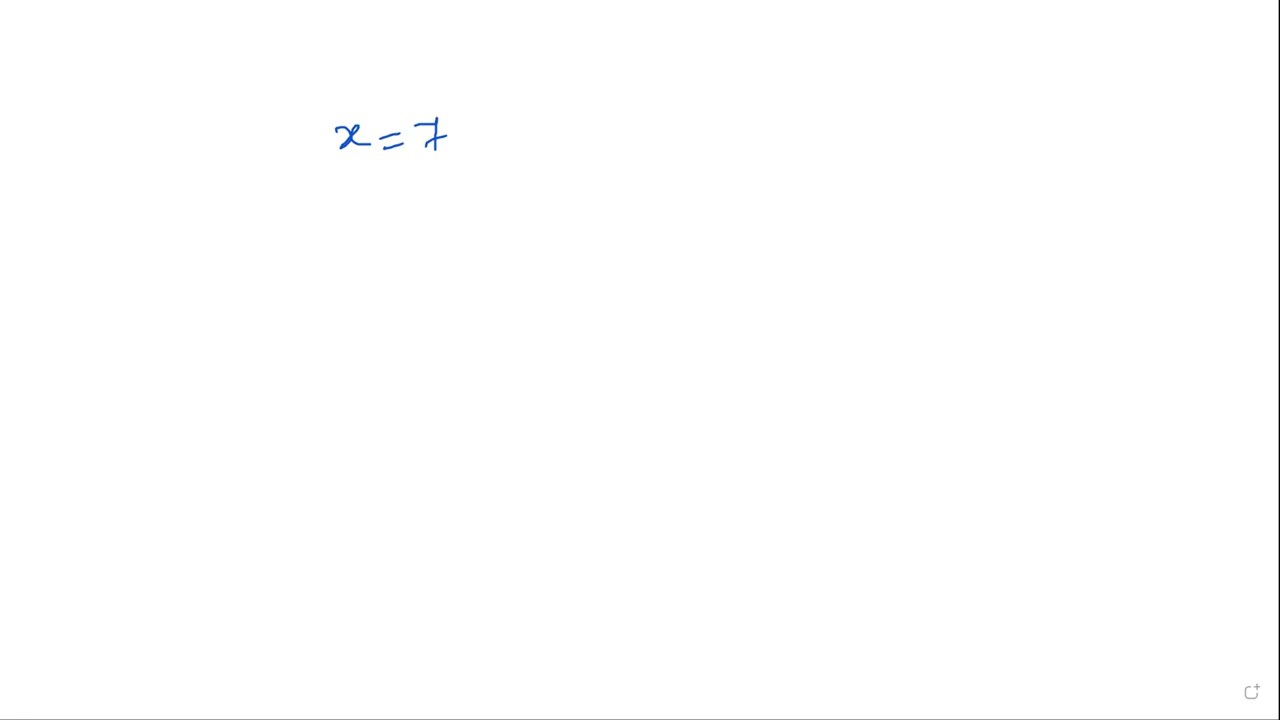 x = 7